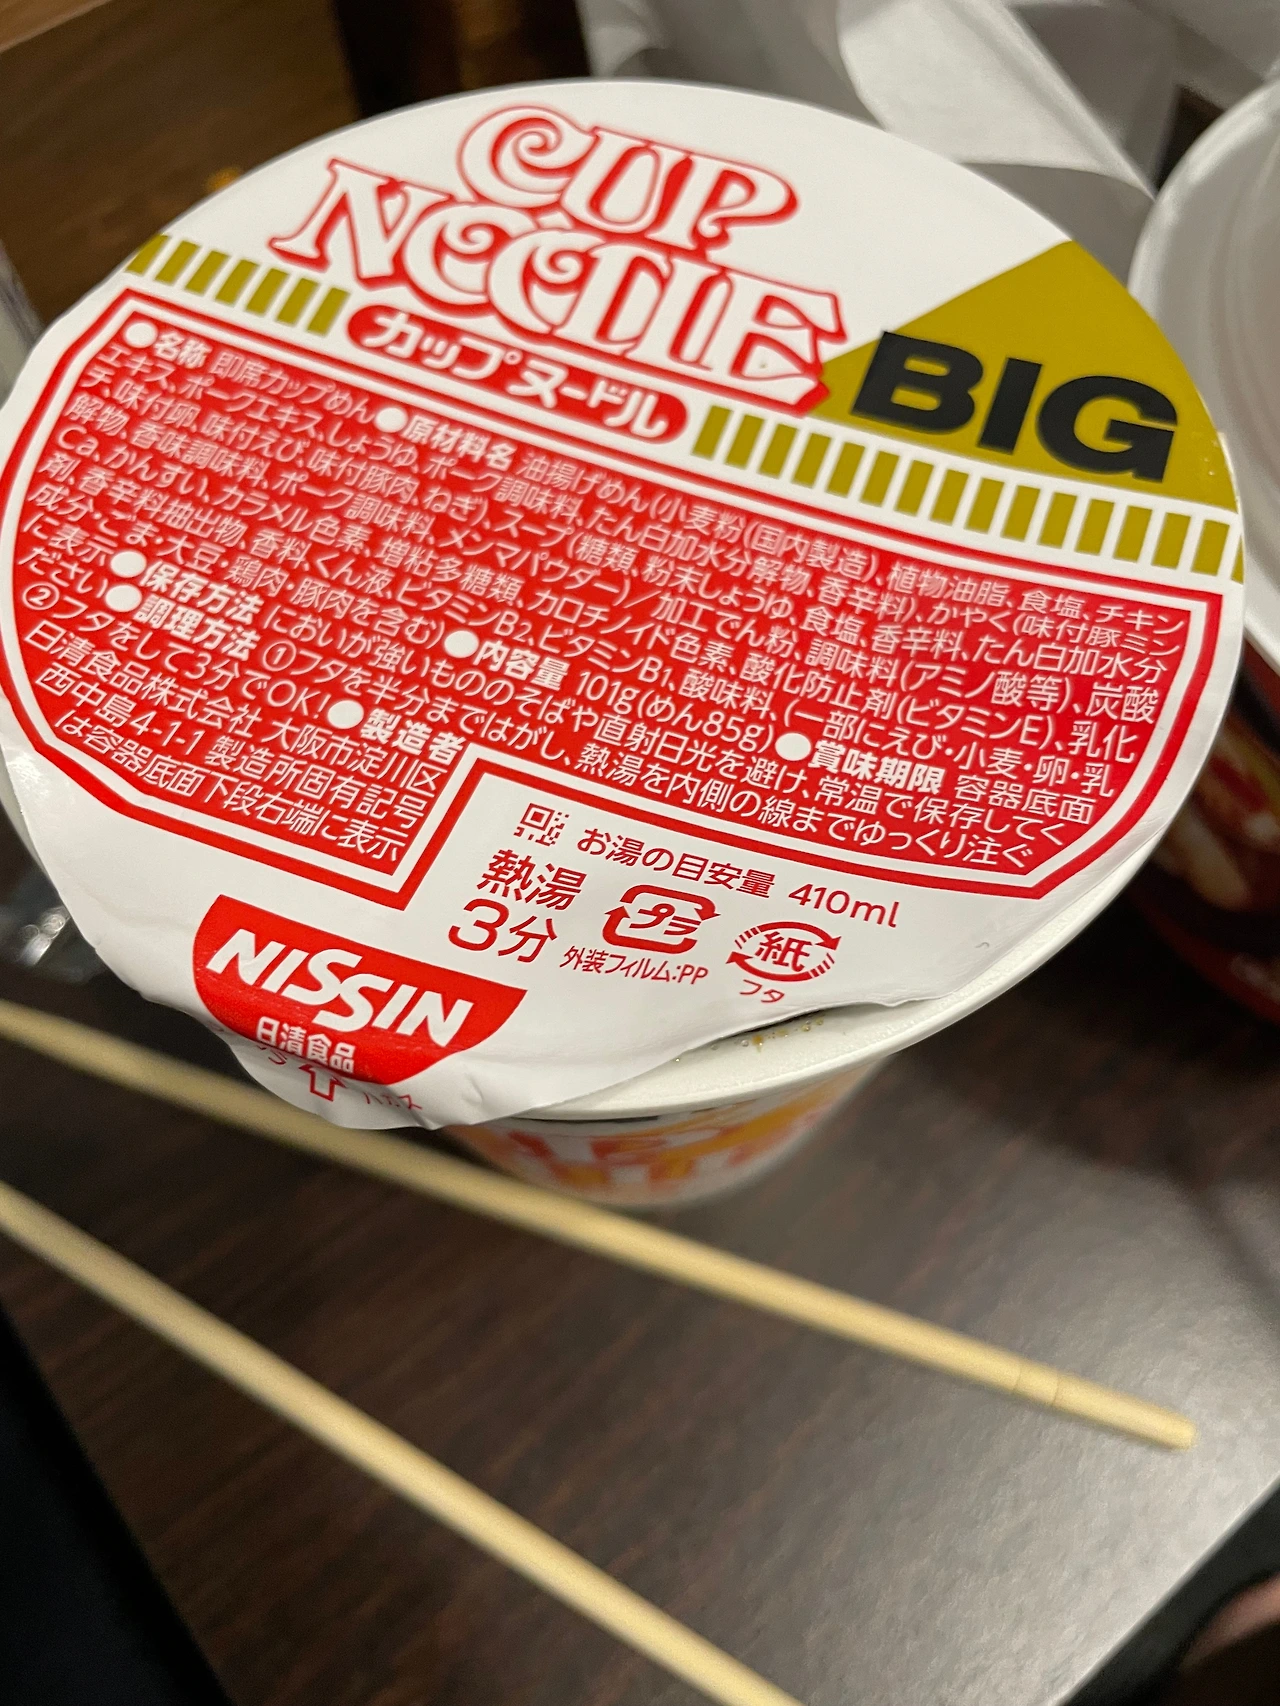 CUP
NOODLE
カップヌードル
BIG
●名称 即席カップめん●原材料名 油揚げめん(小麦粉(国内製造)、植物油脂、食塩、チキン
エキス、ポークエキス、しょうゆ、ポーク調味料、たん白加水分解物、香辛料)、かやく(味付豚ミン
チ、味付卵、味付えび、味付豚肉、ねぎ)、スープ(糖類、粉末しょうゆ、食塩、香辛料、たん白加水分
解物、香味調味料、ポーク調味料、メンマパウダー)／加工でん粉、調味料(アミノ酸等)、炭酸
Ca、かんすい、カラメル色素、増粘多糖類、カロチノイド色素、酸化防止剤(ビタミンE)、乳化
剤、香辛料抽出物、香料、くん液、ビタミンB2、ビタミンB1、酸味料、(一部にえび・小麦・卵・乳
成分・ごま・大豆・鶏肉・豚肉を含む)●内容量 101g(めん85g)●賞味期限 容器底面
に表示●保存方法 においが強いもののそばや直射日光を避け、常温で保存してく
ださい●調理方法 ①フタを半分まではがし、熱湯を内側の線までゆっくり注ぐ
②フタをして3分でOK!●製造者
日清食品株式会社 大阪市淀川区
西中島4-1-1 製造所固有記号
は容器底面下段右端に表示
お湯の目安量 410ml
熱湯
3分
プラ
外装フィルム:PP
紙
フタ
NISSIN
日清食品